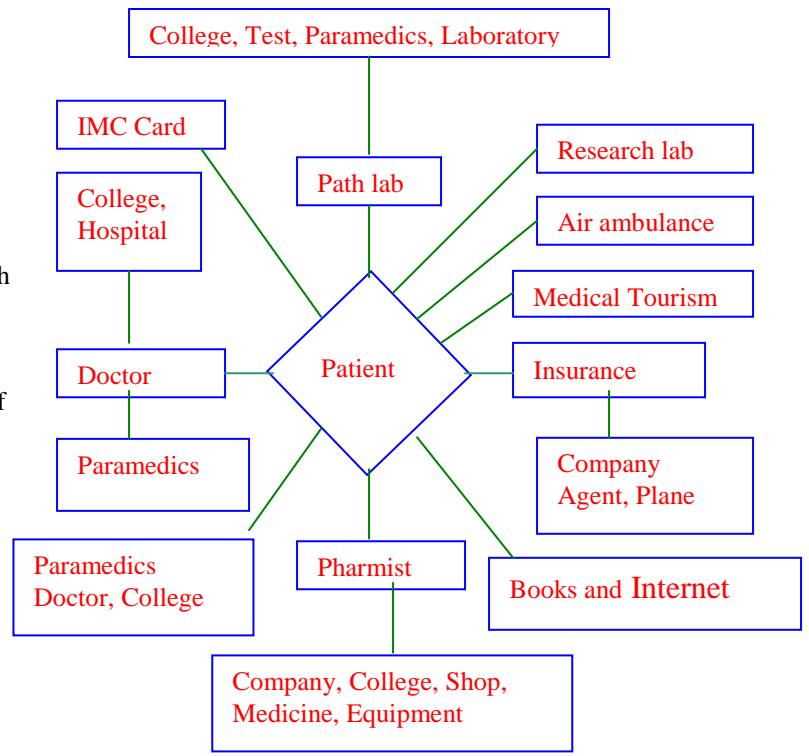 College, Test, Paramedics, Laboratory
IMC Card
Research lab
Path lab
College,
Hospital
Air ambulance
h
Medical Tourism
Doctor
Patient
Insurance
f
Paramedics
Company
Agent, Plane
Paramedics
Doctor, College
Pharmist
Books and Internet
Company, College, Shop,
Medicine, Equipment